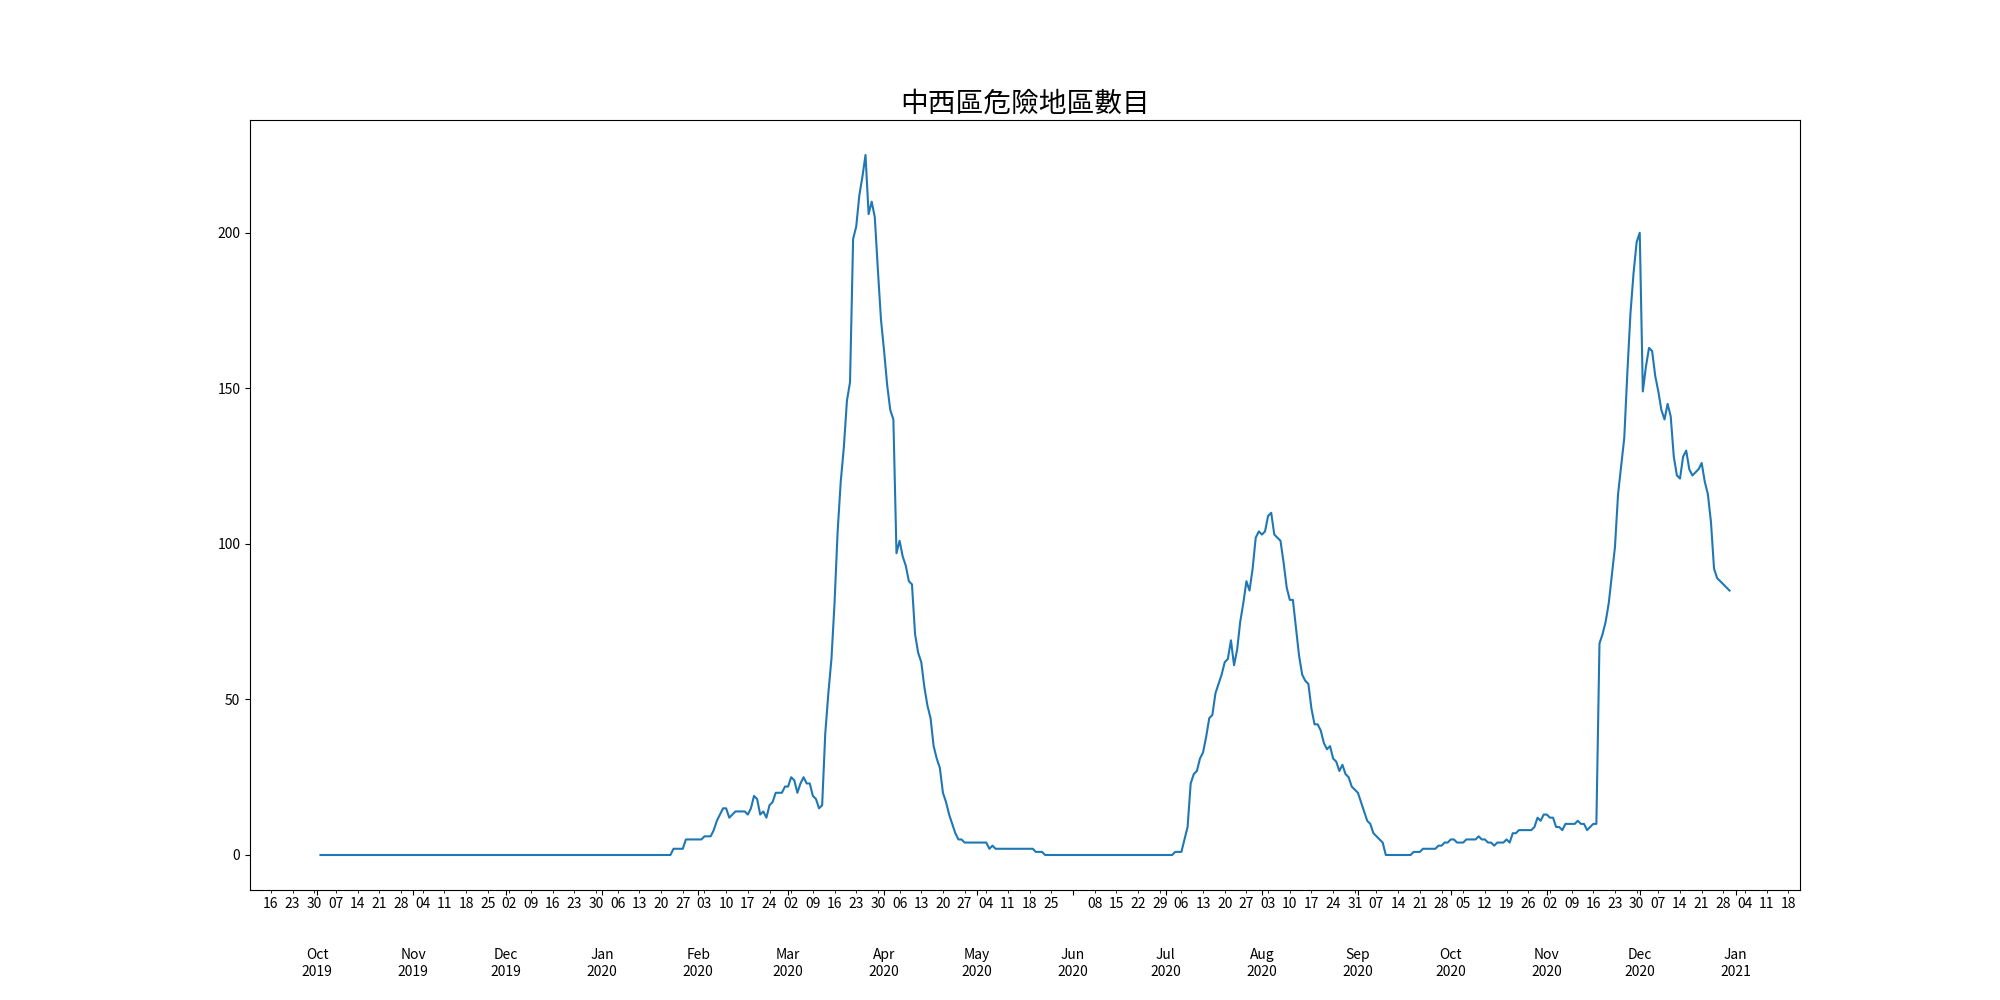 中西區危險地區數目
200
150
100
50
0
16 23 30 07 14 21 28 04 11 18 25 02 09 16 23 30 06 13 20 27 03 10 17 24 02 09 16 23 30 06 13 20 27 04 11 18 25 08 15 22 29 06 13 20 27 03 10 17 24 31 07 14 21 28 05 12 19 26 02 09 16 23 30 07 14 21 28 04 11 18
Oct Nov Dec Jan Feb Mar Apr May Jun Jul Aug Sep Oct Nov Dec Jan
2019 2019 2019 2020 2020 2020 2020 2020 2020 2020 2020 2020 2020 2020 2020 2021